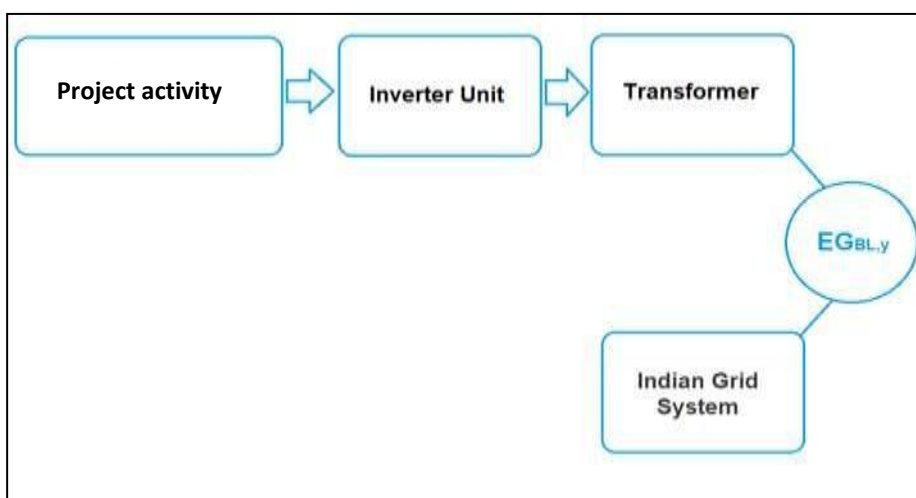 Project activity
Inverter Unit
Transformer
EGBL,y
Indian Grid
System